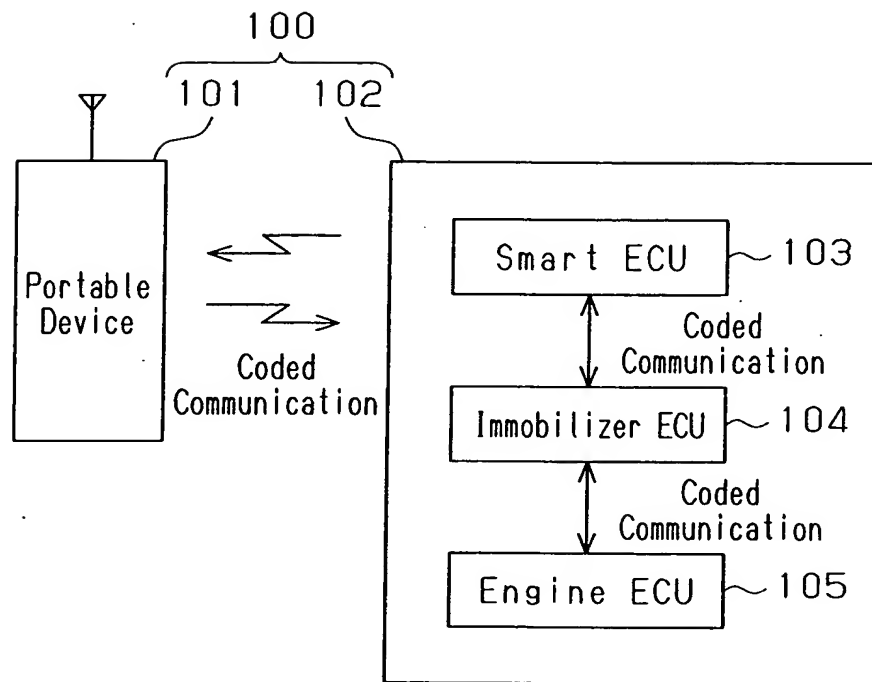 100
101
102
Portable
Device
Coded
Communication
Smart ECU
103
Coded
Communication
Immobilizer ECU
104
Coded
Communication
Engine ECU
105